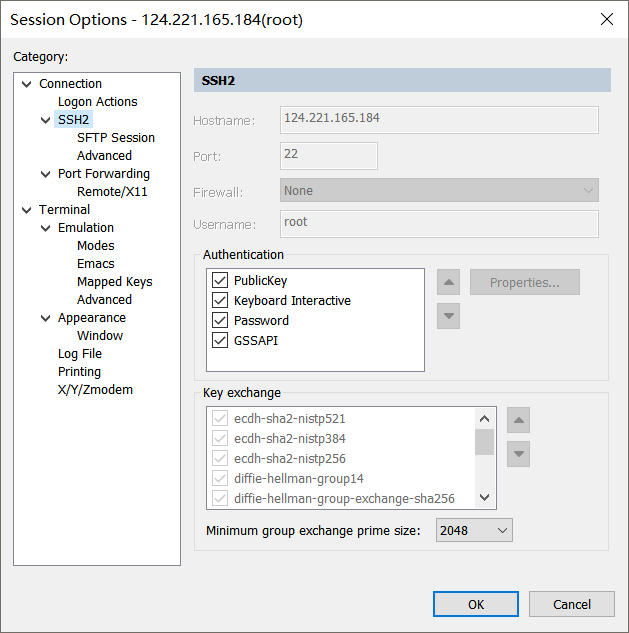 Session Options - 124.221.165.184(root)
Category:
Connection
Logon Actions
SSH2
SFTP Session
Advanced
Port Forwarding
Remote/X11
Terminal
Emulation
Modes
Emacs
Mapped Keys
Advanced
Appearance
Window
Log File
Printing
X/Y/Zmodem
SSH2
Hostname: 124.221.165.184
Port: 22
Firewall: None
Username: root
Authentication
PublicKey
Keyboard Interactive
Password
GSSAPI
Properties...
Key exchange
ecdh-sha2-nistp521
ecdh-sha2-nistp384
ecdh-sha2-nistp256
diffie-hellman-group14
diffie-hellman-group-exchange-sha256
Minimum group exchange prime size: 2048
OK Cancel